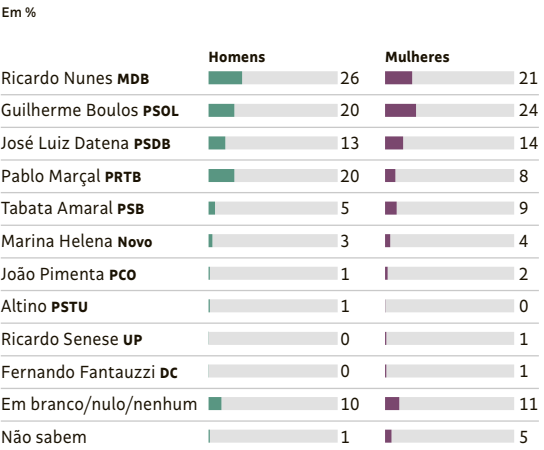 Em %
Homens Mulheres
Ricardo Nunes MDB 26 21
Guilherme Boulos PSOL 20 24
José Luiz Datena PSDB 13 14
Pablo Marçal PRTB 20 8
Tabata Amaral PSB 5 9
Marina Helena Novo 3 4
João Pimenta PCO 1 2
Altino PSTU 1 0
Ricardo Senese UP 0 1
Fernando Fantauzzi DC 0 1
Em branco/nulo/nenhum 10 11
Não sabem 1 5